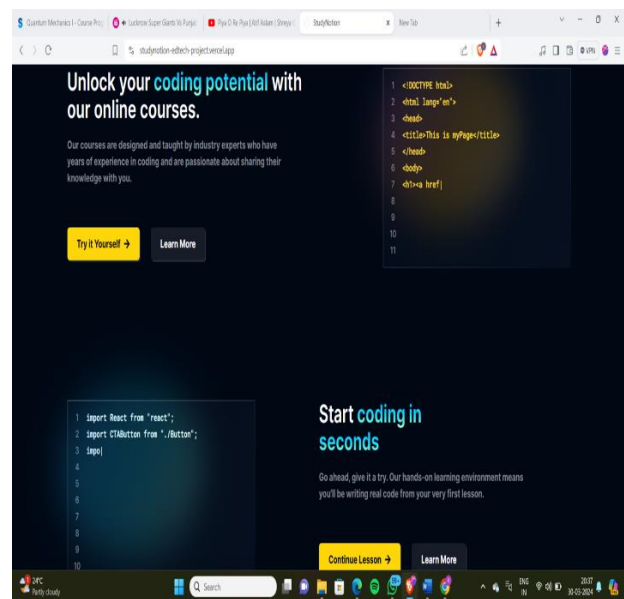 Quantum Mechanics I - Course Proj
Lucknow Super Giants Vs Punjab
Piya O Re Piya | Atif Aslam | Shreya
StudyNotion
New Tab
studynotion-edtech-project.vercel.app
VPN
Unlock your coding potential with
our online courses.
Our courses are designed and taught by industry experts who have
years of experience in coding and are passionate about sharing their
knowledge with you.
Try it Yourself →
Learn More
1 <!DOCTYPE html>
2 <html lang="en">
3 <head>
4 <title>This is myPage</title>
5 </head>
6 <body>
7 <h1><a href|
8
9
10
11
1 import React from "react";
2 import CTAButton from "./Button";
3 impo|
4
5
6
7
8
9
10
Start coding in
seconds
Go ahead, give it a try. Our hands-on learning environment means
you'll be writing real code from your very first lesson.
Continue Lesson →
Learn More
24°C
Partly cloudy
Search
ENG
IN
20:37
30-03-2024